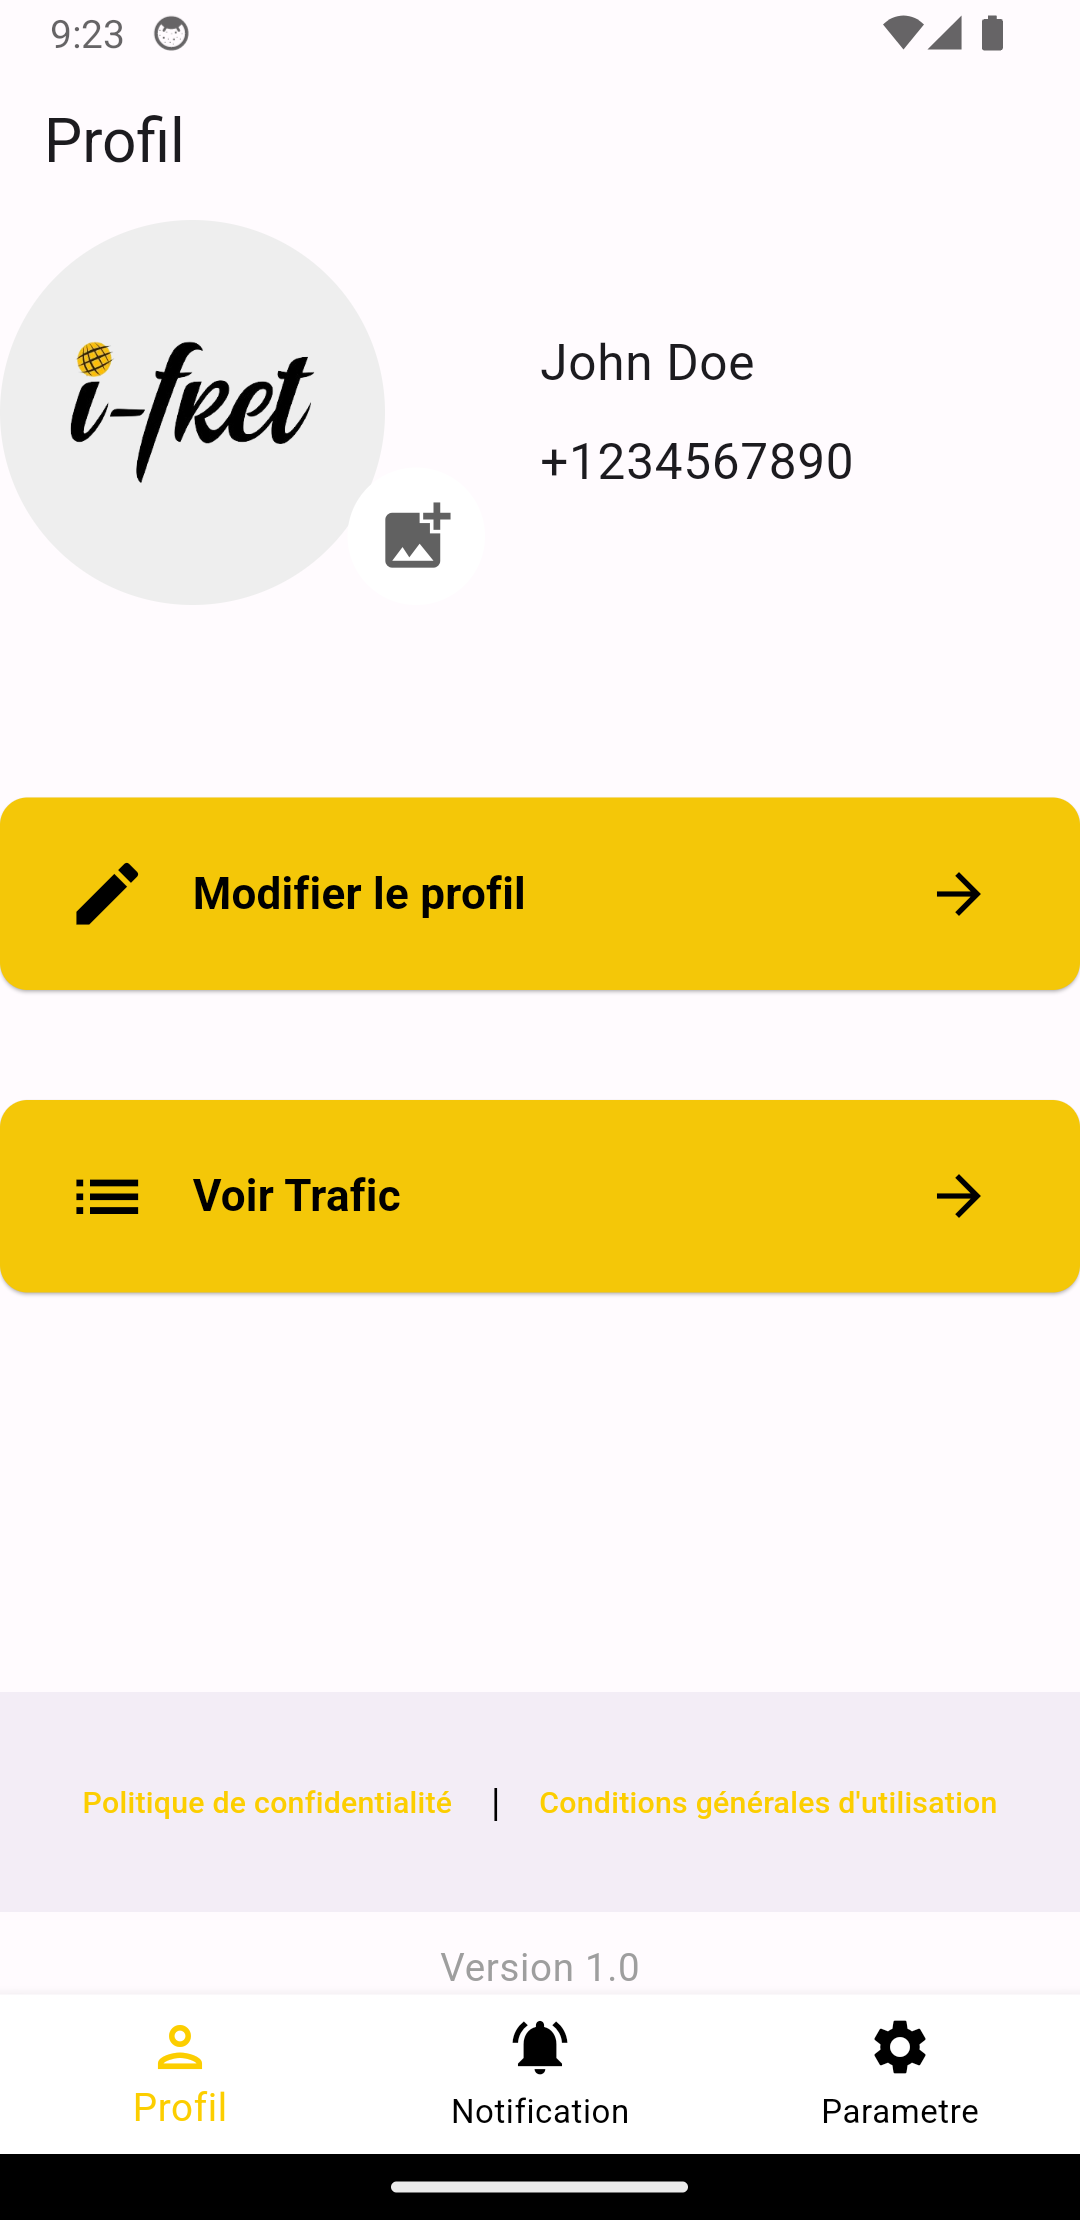 9:23
Profil
i-fret
John Doe
+1234567890
Modifier le profil
Voir Trafic
Politique de confidentialité | Conditions générales d'utilisation
Version 1.0
Profil
Notification
Parametre